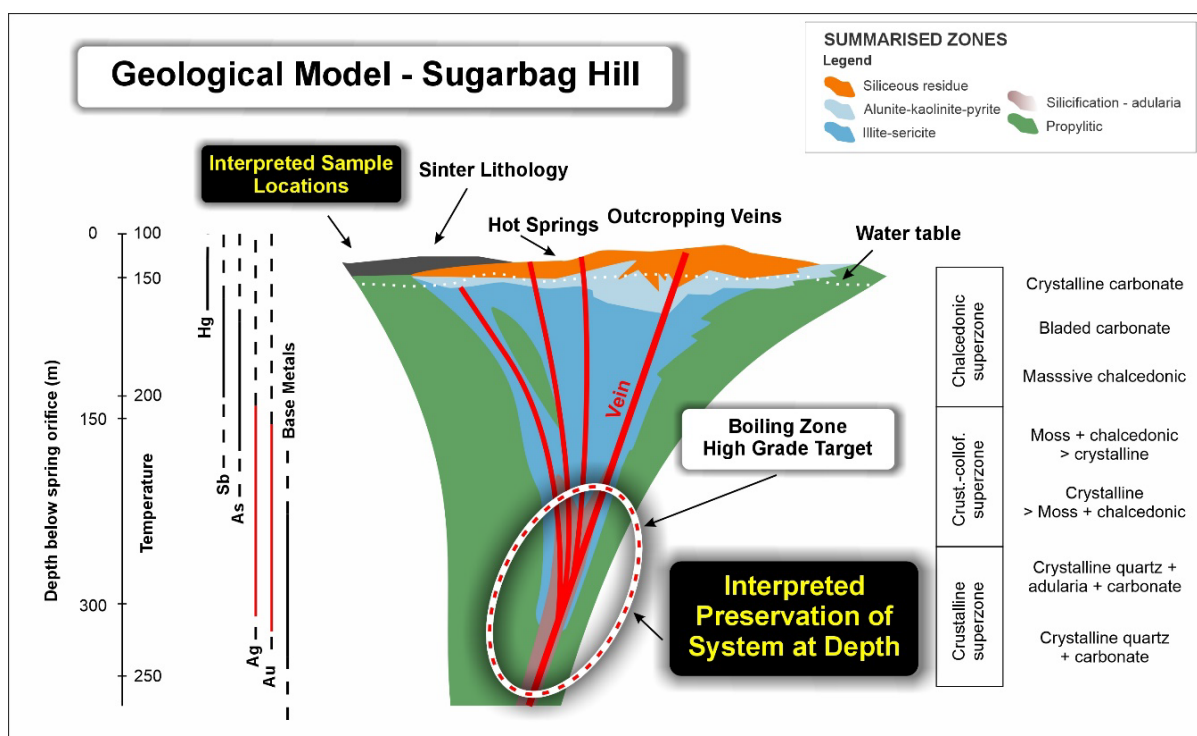 Geological Model - Sugarbag Hill
SUMMARISED ZONES
Legend
Siliceous residue
Alunite-kaolinite-pyrite
Illite-sericite
Silicification - adularia
Propylitic
Interpreted Sample
Locations
Sinter Lithology
Hot Springs
Outcropping Veins
Water table
0
150
300
Depth below spring orifice (m)
100
150
200
250
Temperature
Hg
Sb
As
Ag
Au
Base Metals
Vein
Boiling Zone
High Grade Target
Interpreted
Preservation of
System at Depth
Chalcedonic
superzone
Crust.-collof.
superzone
Crustalline
superzone
Crystalline carbonate
Bladed carbonate
Masssive chalcedonic
Moss + chalcedonic
> crystalline
Crystalline
> Moss + chalcedonic
Crystalline quartz +
adularia + carbonate
Crystalline quartz
+ carbonate